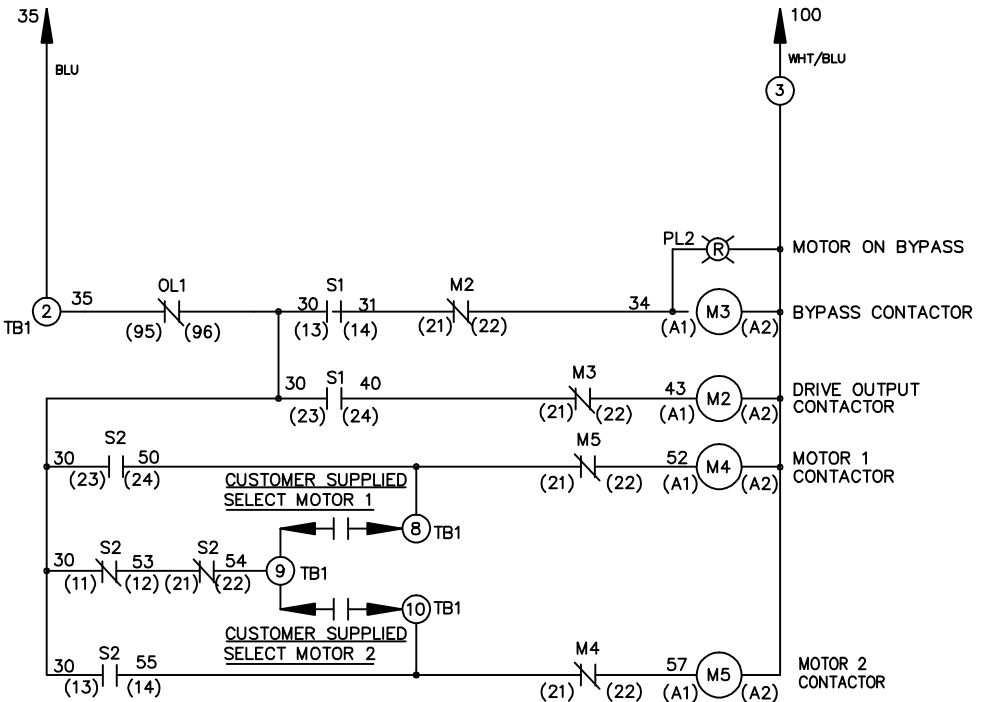 35
100
BLU
WHT/BLU
3
PL2 R MOTOR ON BYPASS
OL1 S1 M2
2 35 30 31 34 M3 BYPASS CONTACTOR
TB1 (95) (96) (13) (14) (21) (22) (A1) (A2)
S1 M3
30 40 43 M2 DRIVE OUTPUT
CONTACTOR
(23) (24) (21) (22) (A1) (A2)
S2 M5
30 50 52 M4 MOTOR 1
CONTACTOR
(23) (24) (21) (22) (A1) (A2)
CUSTOMER SUPPLIED
SELECT MOTOR 1
8 TB1
S2 S2
30 53 54 9 TB1
(11) (12) (21) (22)
10 TB1
CUSTOMER SUPPLIED
SELECT MOTOR 2
S2 M4
30 55 57 M5 MOTOR 2
CONTACTOR
(13) (14) (21) (22) (A1) (A2)